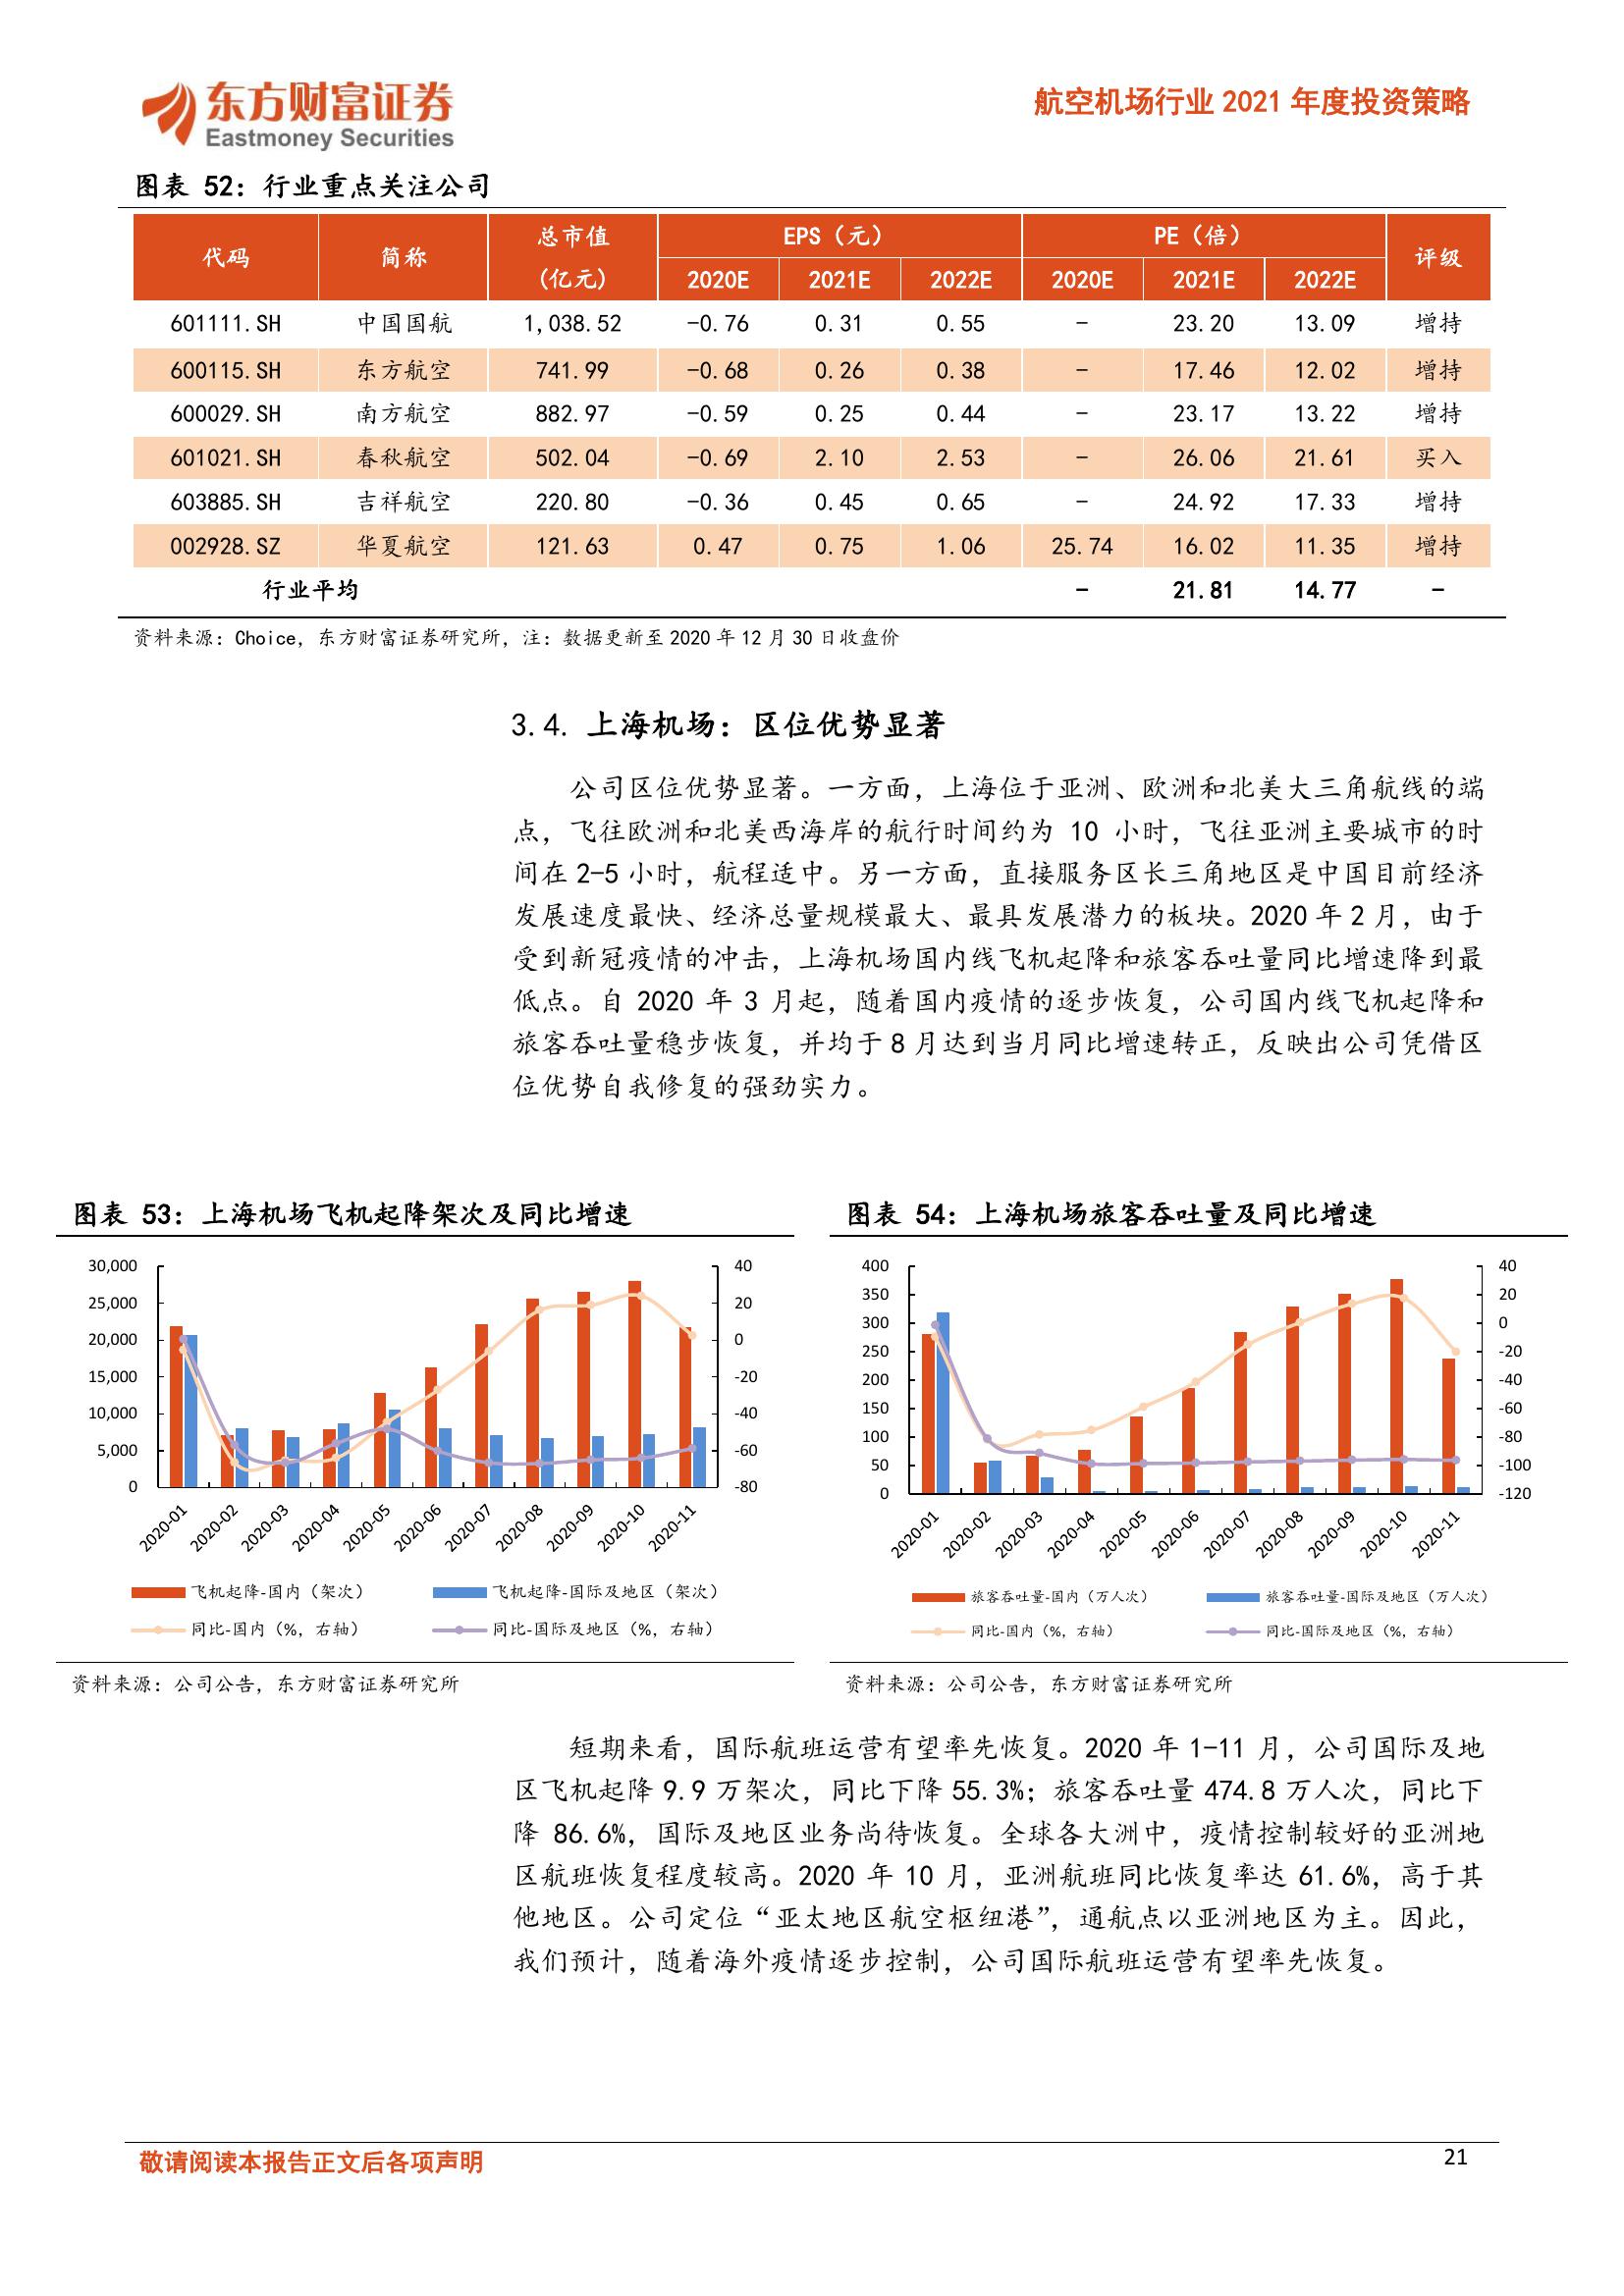 东方财富证券
Eastmoney Securities
航空机场行业 2021 年度投资策略
图表 52：行业重点关注公司
代码 简称 总市值(亿元) EPS（元） PE（倍） 评级
2020E 2021E 2022E 2020E 2021E 2022E
601111.SH 中国国航 1,038.52 -0.76 0.31 0.55 - 23.20 13.09 增持
600115.SH 东方航空 741.99 -0.68 0.26 0.38 - 17.46 12.02 增持
600029.SH 南方航空 882.97 -0.59 0.25 0.44 - 23.17 13.22 增持
601021.SH 春秋航空 502.04 -0.69 2.10 2.53 - 26.06 21.61 买入
603885.SH 吉祥航空 220.80 -0.36 0.45 0.65 - 24.92 17.33 增持
002928.SZ 华夏航空 121.63 0.47 0.75 1.06 25.74 16.02 11.35 增持
行业平均 - 21.81 14.77 -
资料来源：Choice，东方财富证券研究所，注：数据更新至 2020 年 12 月 30 日收盘价
3.4. 上海机场：区位优势显著
公司区位优势显著。一方面，上海位于亚洲、欧洲和北美大三角航线的端
点，飞往欧洲和北美西海岸的航行时间约为 10 小时，飞往亚洲主要城市的时
间在 2-5 小时，航程适中。另一方面，直接服务区长三角地区是中国目前经济
发展速度最快、经济总量规模最大、最具发展潜力的板块。2020 年 2 月，由于
受到新冠疫情的冲击，上海机场国内线飞机起降和旅客吞吐量同比增速降到最
低点。自 2020 年 3 月起，随着国内疫情的逐步恢复，公司国内线飞机起降和
旅客吞吐量稳步恢复，并均于 8 月达到当月同比增速转正，反映出公司凭借区
位优势自我修复的强劲实力。
图表 53：上海机场飞机起降架次及同比增速
30,000
25,000
20,000
15,000
10,000
5,000
0
40
20
0
-20
-40
-60
-80
2020-01 2020-02 2020-03 2020-04 2020-05 2020-06 2020-07 2020-08 2020-09 2020-10 2020-11
飞机起降-国内（架次） 飞机起降-国际及地区（架次）
同比-国内（%，右轴） 同比-国际及地区（%，右轴）
资料来源：公司公告，东方财富证券研究所
图表 54：上海机场旅客吞吐量及同比增速
400
350
300
250
200
150
100
50
0
40
20
0
-20
-40
-60
-80
-100
-120
2020-01 2020-02 2020-03 2020-04 2020-05 2020-06 2020-07 2020-08 2020-09 2020-10 2020-11
旅客吞吐量-国内（万人次） 旅客吞吐量-国际及地区（万人次）
同比-国内（%，右轴） 同比-国际及地区（%，右轴）
资料来源：公司公告，东方财富证券研究所
短期来看，国际航班运营有望率先恢复。2020 年 1-11 月，公司国际及地
区飞机起降 9.9 万架次，同比下降 55.3%；旅客吞吐量 474.8 万人次，同比下
降 86.6%，国际及地区业务尚待恢复。全球各大洲中，疫情控制较好的亚洲地
区航班恢复程度较高。2020 年 10 月，亚洲航班同比恢复率达 61.6%，高于其
他地区。公司定位“亚太地区航空枢纽港”，通航点以亚洲地区为主。因此，
我们预计，随着海外疫情逐步控制，公司国际航班运营有望率先恢复。
敬请阅读本报告正文后各项声明
21